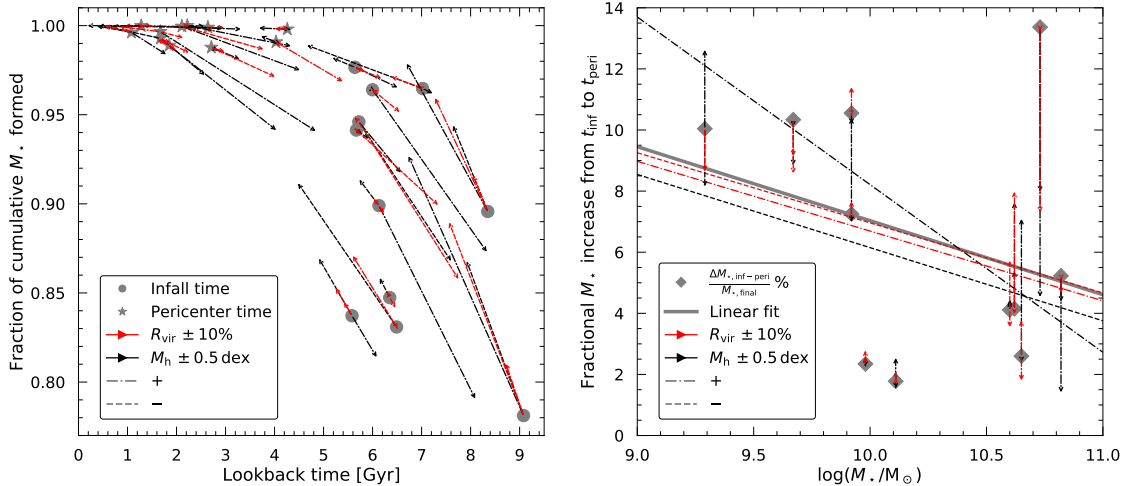 1.00
0.95
0.90
0.85
0.80
Fraction of cumulative M⋆ formed
Infall time
Pericenter time
R_vir ± 10%
M_h ± 0.5 dex
+
−
0 1 2 3 4 5 6 7 8 9
Lookback time [Gyr]
14
12
10
8
6
4
2
0
Fractional M⋆ increase from t_inf to t_peri
ΔM⋆,inf−peri / M⋆,final %
Linear fit
R_vir ± 10%
M_h ± 0.5 dex
+
−
9.0 9.5 10.0 10.5 11.0
log(M⋆/M⊙)